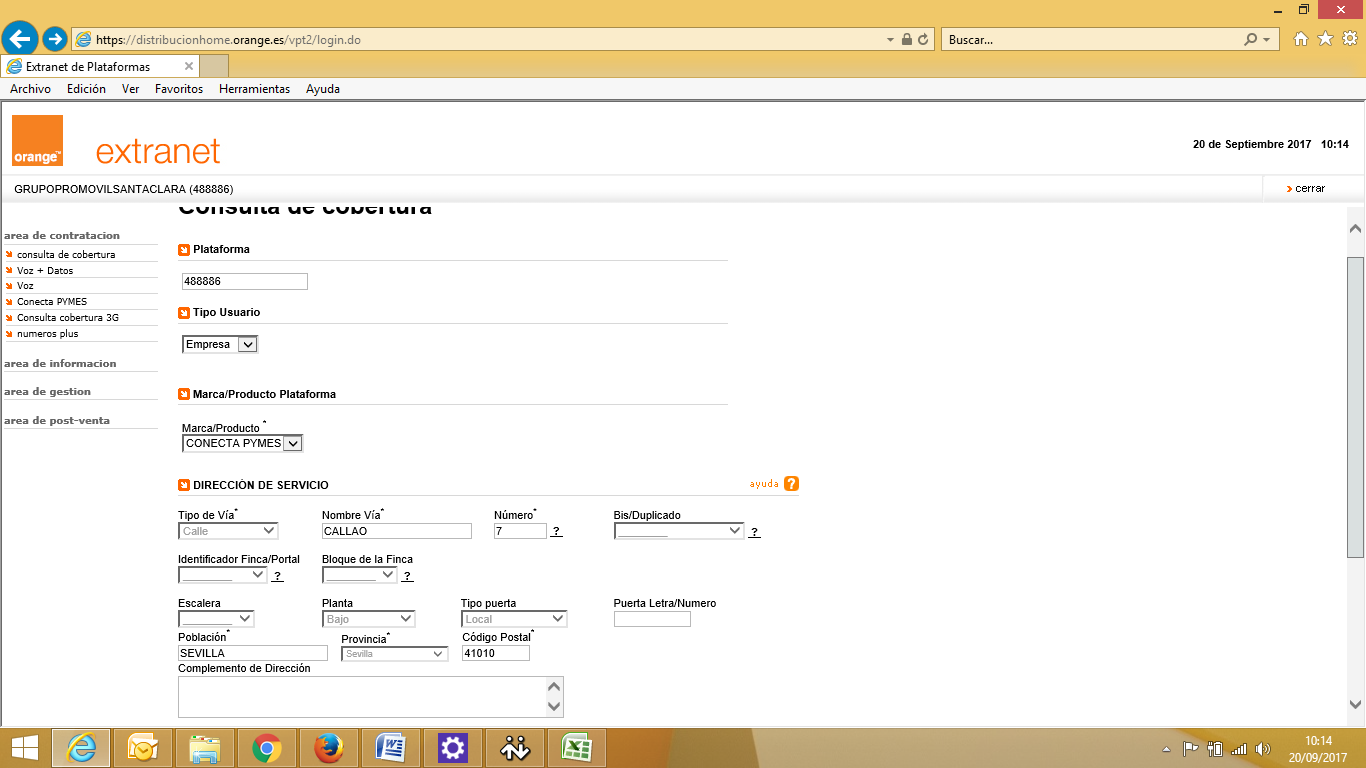 https://distribucionhome.orange.es/vpt2/login.do
Buscar...
Extranet de Plataformas
Archivo Edición Ver Favoritos Herramientas Ayuda
orange™
extranet
20 de Septiembre 2017 10:14
GRUPOPROMOVILSANTACLARA (488886)
cerrar
Consulta de cobertura
area de contratacion
consulta de cobertura
Voz + Datos
Voz
Conecta PYMES
Consulta cobertura 3G
numeros plus
area de informacion
area de gestion
area de post-venta
Plataforma
488886
Tipo Usuario
Empresa
Marca/Producto Plataforma
Marca/Producto *
CONECTA PYMES
DIRECCIÓN DE SERVICIO
ayuda ?
Tipo de Vía* Nombre Vía* Número* Bis/Duplicado
Calle CALLAO 7 ? ________ ?
Identificador Finca/Portal Bloque de la Finca
________ ? ________ ?
Escalera Planta Tipo puerta Puerta Letra/Numero
________ Bajo Local
Población* Provincia* Código Postal*
SEVILLA Sevilla 41010
Complemento de Dirección
10:14
20/09/2017